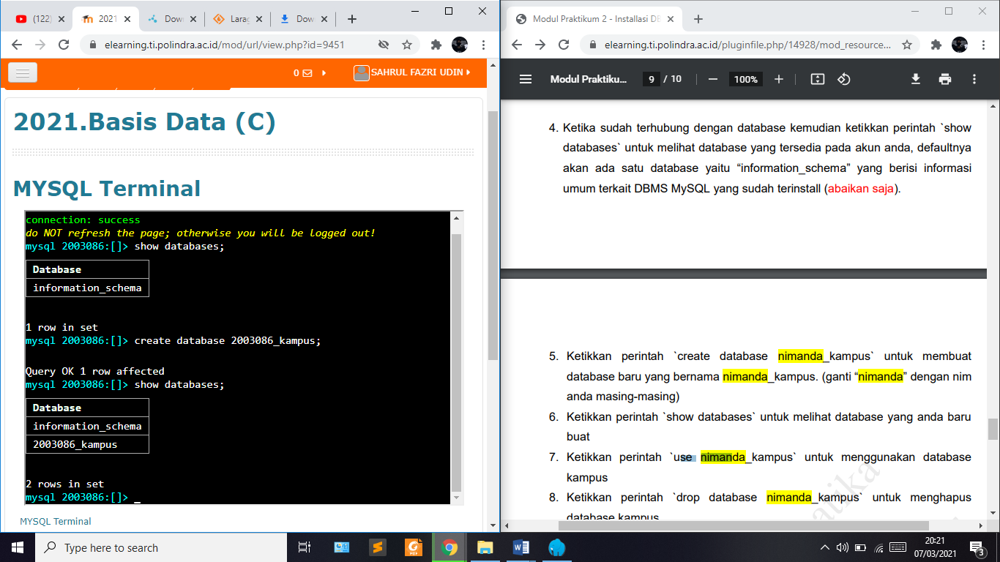 (122)
2021
Down
Larag
Dow
elearning.ti.polindra.ac.id/mod/url/view.php?id=9451
0
SAHRUL FAZRI UDIN
2021.Basis Data (C)
MYSQL Terminal
connection: success
do NOT refresh the page; otherwise you will be logged out!
mysql 2003086:[]> show databases;
Database
information_schema
1 row in set
mysql 2003086:[]> create database 2003086_kampus;
Query OK 1 row affected
mysql 2003086:[]> show databases;
Database
information_schema
2003086_kampus
2 rows in set
mysql 2003086:[]> _
MYSQL Terminal
Modul Praktikum 2 - Installasi DB
elearning.ti.polindra.ac.id/pluginfile.php/14928/mod_resource...
Modul Praktiku...
9 / 10
100%
4. Ketika sudah terhubung dengan database kemudian ketikkan perintah `show
databases` untuk melihat database yang tersedia pada akun anda, defaultnya
akan ada satu database yaitu “information_schema” yang berisi informasi
umum terkait DBMS MySQL yang sudah terinstall (abaikan saja).
5. Ketikkan perintah `create database nimanda_kampus` untuk membuat
database baru yang bernama nimanda_kampus. (ganti “nimanda” dengan nim
anda masing-masing)
6. Ketikkan perintah `show databases` untuk melihat database yang anda baru
buat
7. Ketikkan perintah `use nimanda_kampus` untuk menggunakan database
kampus
8. Ketikkan perintah `drop database nimanda_kampus` untuk menghapus
database kampus
Type here to search
PDF
20:21
07/03/2021
3